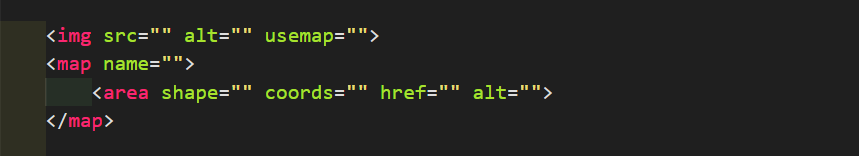 <img src="" alt="" usemap="">
<map name="">
<area shape="" coords="" href="" alt="">
</map>